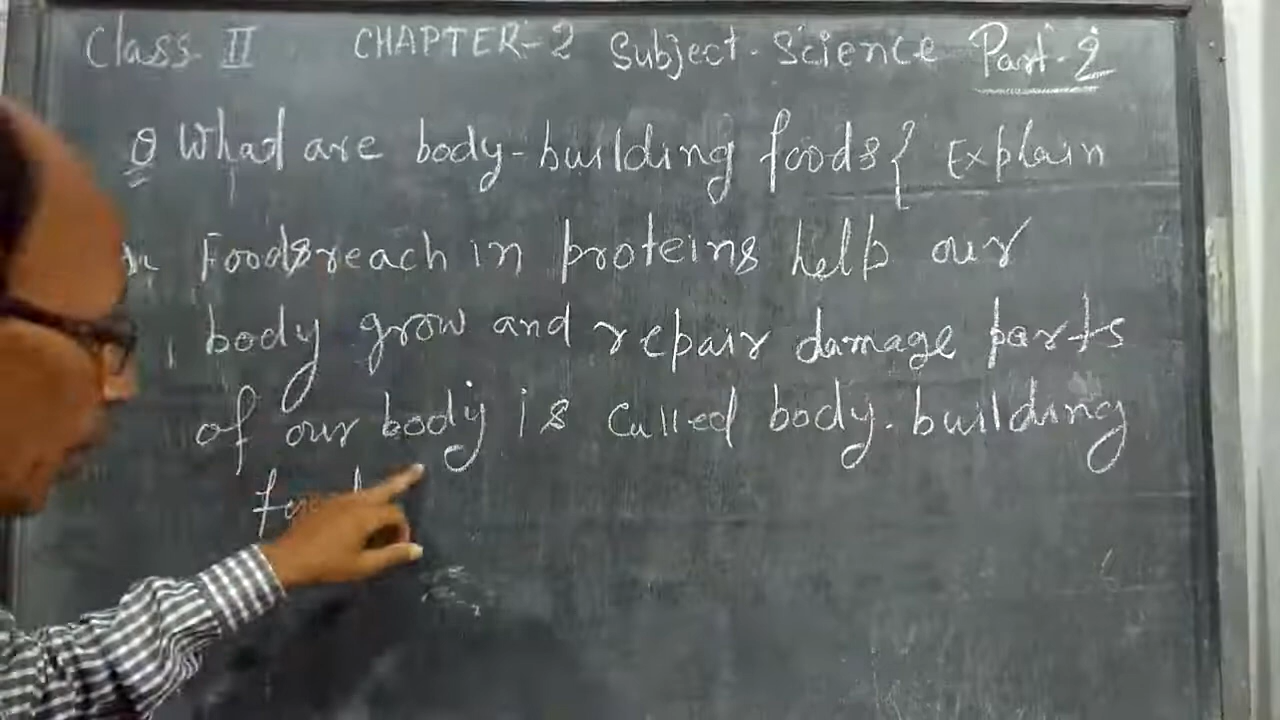 Class II CHAPTER-2 Subject-Science Part-2
Q What are body-building foods{ Explain
Foods reach in proteins help our
body grow and repair damage parts
of our body is called body-building